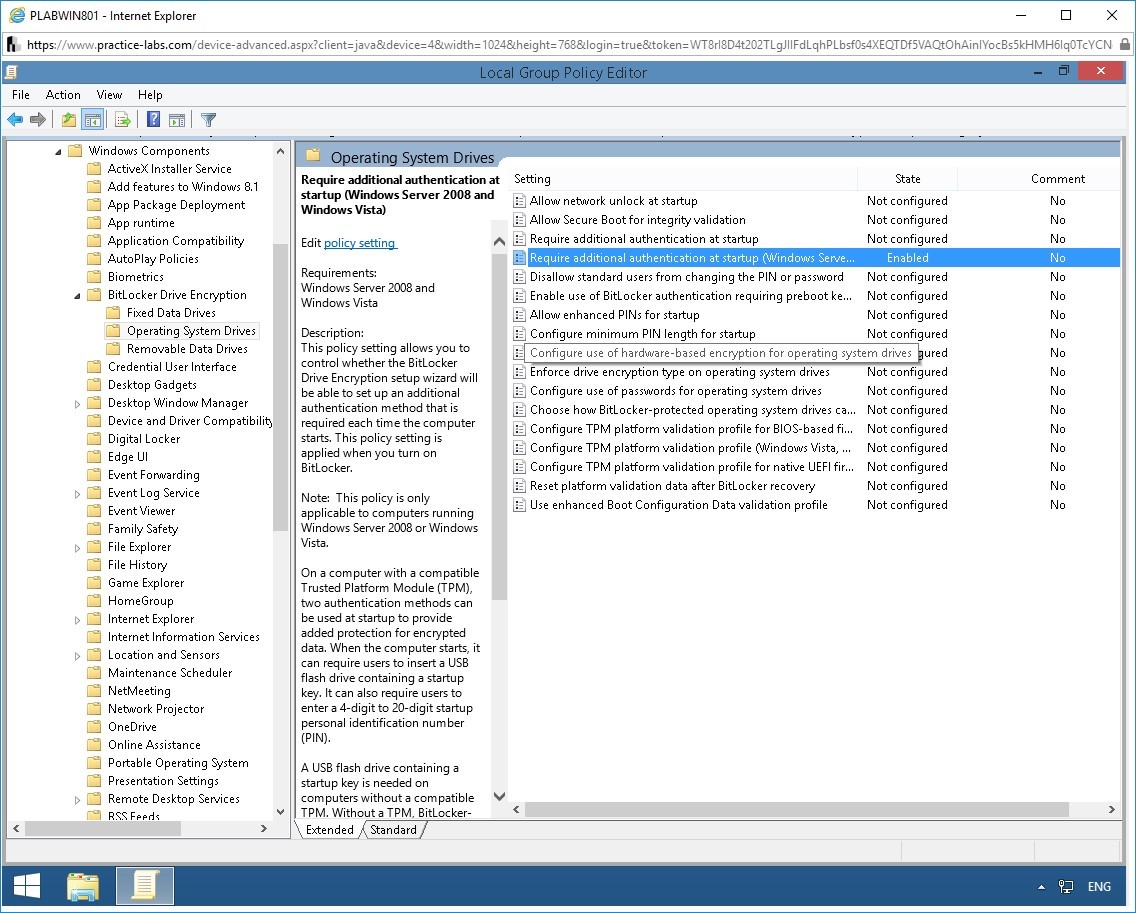 PLABWIN801 - Internet Explorer
https://www.practice-labs.com/device-advanced.aspx?client=java&device=4&width=1024&height=768&login=true&token=
Local Group Policy Editor
File Action View Help
Windows Components
ActiveX Installer Service
Add features to Windows 8.1
App Package Deployment
App runtime
Application Compatibility
AutoPlay Policies
Biometrics
BitLocker Drive Encryption
Fixed Data Drives
Operating System Drives
Removable Data Drives
Credential User Interface
Desktop Gadgets
Desktop Window Manager
Device and Driver Compatibility
Digital Locker
Edge UI
Event Forwarding
Event Log Service
Event Viewer
Family Safety
File Explorer
File History
Game Explorer
HomeGroup
Internet Explorer
Internet Information Services
Location and Sensors
Maintenance Scheduler
NetMeeting
Network Projector
OneDrive
Online Assistance
Portable Operating System
Presentation Settings
Remote Desktop Services
RSS Feeds
Operating System Drives
Require additional authentication at
startup (Windows Server 2008 and
Windows Vista)
Edit policy setting
Requirements:
Windows Server 2008 and
Windows Vista
Description:
This policy setting allows you to
control whether the BitLocker
Drive Encryption setup wizard will
be able to set up an additional
authentication method that is
required each time the computer
starts. This policy setting is
applied when you turn on
BitLocker.
Note: This policy is only
applicable to computers running
Windows Server 2008 or Windows
Vista.
On a computer with a compatible
Trusted Platform Module (TPM),
two authentication methods can
be used at startup to provide
added protection for encrypted
data. When the computer starts, it
can require users to insert a USB
flash drive containing a startup
key. It can also require users to
enter a 4-digit to 20-digit startup
personal identification number
(PIN).
A USB flash drive containing a
startup key is needed on
computers without a compatible
TPM. Without a TPM, BitLocker-
Setting State Comment
Allow network unlock at startup Not configured No
Allow Secure Boot for integrity validation Not configured No
Require additional authentication at startup Not configured No
Require additional authentication at startup (Windows Serve... Enabled No
Disallow standard users from changing the PIN or password Not configured No
Enable use of BitLocker authentication requiring preboot ke... Not configured No
Allow enhanced PINs for startup Not configured No
Configure minimum PIN length for startup Not configured No
Configure use of hardware-based encryption for operating system drives gured No
Enforce drive encryption type on operating system drives Not configured No
Configure use of passwords for operating system drives Not configured No
Choose how BitLocker-protected operating system drives ca... Not configured No
Configure TPM platform validation profile for BIOS-based fi... Not configured No
Configure TPM platform validation profile (Windows Vista, ... Not configured No
Configure TPM platform validation profile for native UEFI fir... Not configured No
Reset platform validation data after BitLocker recovery Not configured No
Use enhanced Boot Configuration Data validation profile Not configured No
Extended Standard
ENG